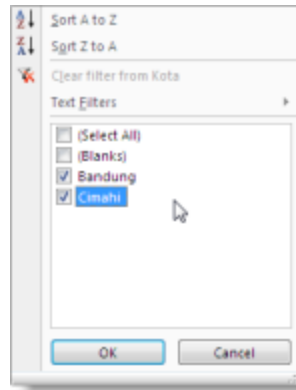 Sort A to Z
Sort Z to A
Clear filter from Kota
Text Filters
(Select All)
(Blanks)
Bandung
Cimahi
OK
Cancel